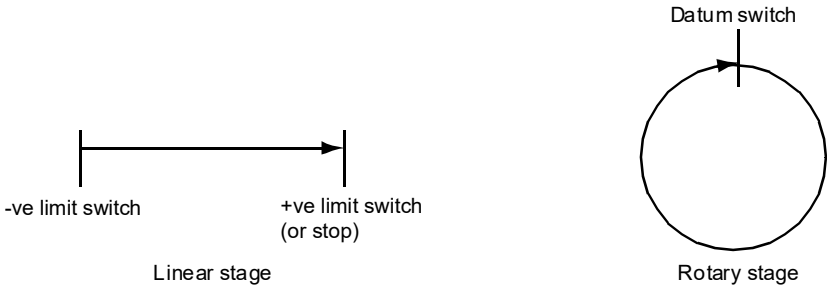 Datum switch
-ve limit switch
+ve limit switch
(or stop)
Linear stage
Rotary stage